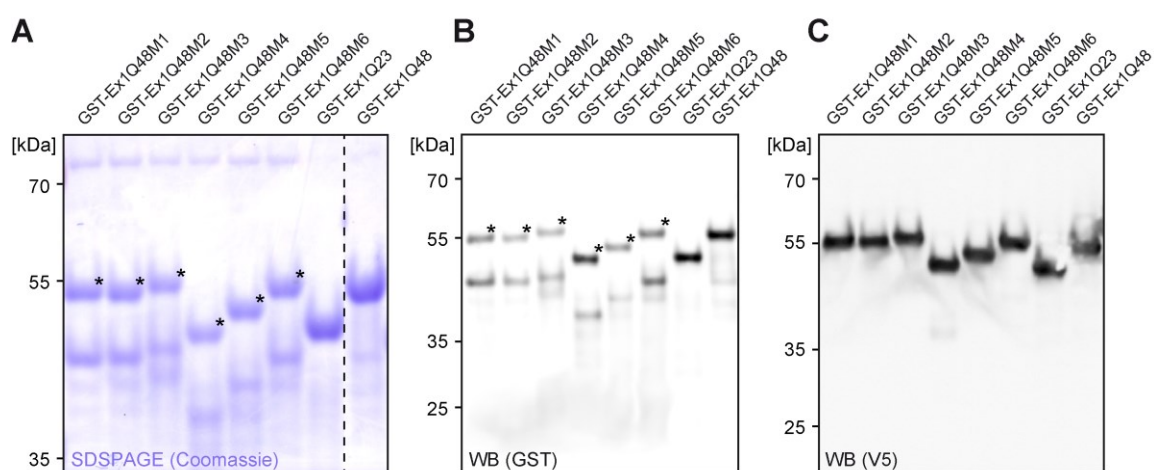 A
GST-Ex1Q48M1
GST-Ex1Q48M2
GST-Ex1Q48M3
GST-Ex1Q48M4
GST-Ex1Q48M5
GST-Ex1Q48M6
GST-Ex1Q23
GST-Ex1Q48
[kDa]
70
55
35
* * * * * *
SDSPAGE (Coomassie)
B
GST-Ex1Q48M1
GST-Ex1Q48M2
GST-Ex1Q48M3
GST-Ex1Q48M4
GST-Ex1Q48M5
GST-Ex1Q48M6
GST-Ex1Q23
GST-Ex1Q48
[kDa]
70
55
35
25
* * * * * *
WB (GST)
C
GST-Ex1Q48M1
GST-Ex1Q48M2
GST-Ex1Q48M3
GST-Ex1Q48M4
GST-Ex1Q48M5
GST-Ex1Q48M6
GST-Ex1Q23
GST-Ex1Q48
[kDa]
70
55
35
25
WB (V5)